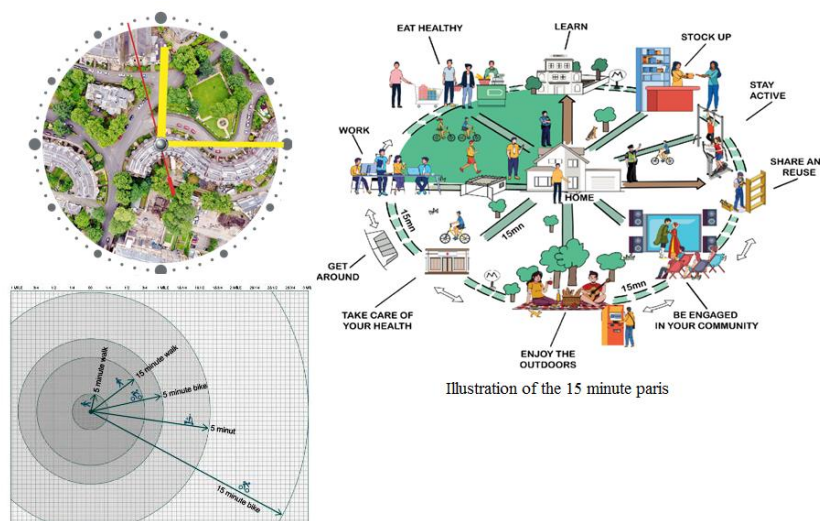 EAT HEALTHY
LEARN
STOCK UP
STAY
ACTIVE
WORK
SHARE AN
REUSE
HOME
15mn
15mn
GET
AROUND
TAKE CARE OF
YOUR HEALTH
M
M
15mn
BE ENGAGED
IN YOUR COMMUNITY
ENJOY THE
OUTDOORS
Illustration of the 15 minute paris
5 minute walk
15 minute walk
5 minute bike
5 minut
15 minute bike